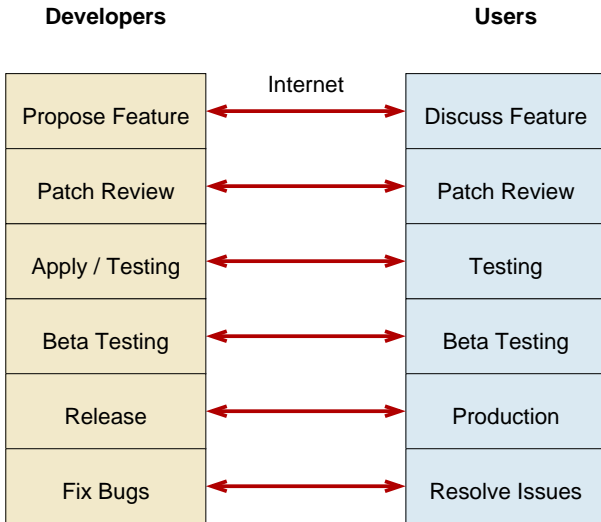 Developers
Users
Internet
Propose Feature
Discuss Feature
Patch Review
Patch Review
Apply / Testing
Testing
Beta Testing
Beta Testing
Release
Production
Fix Bugs
Resolve Issues